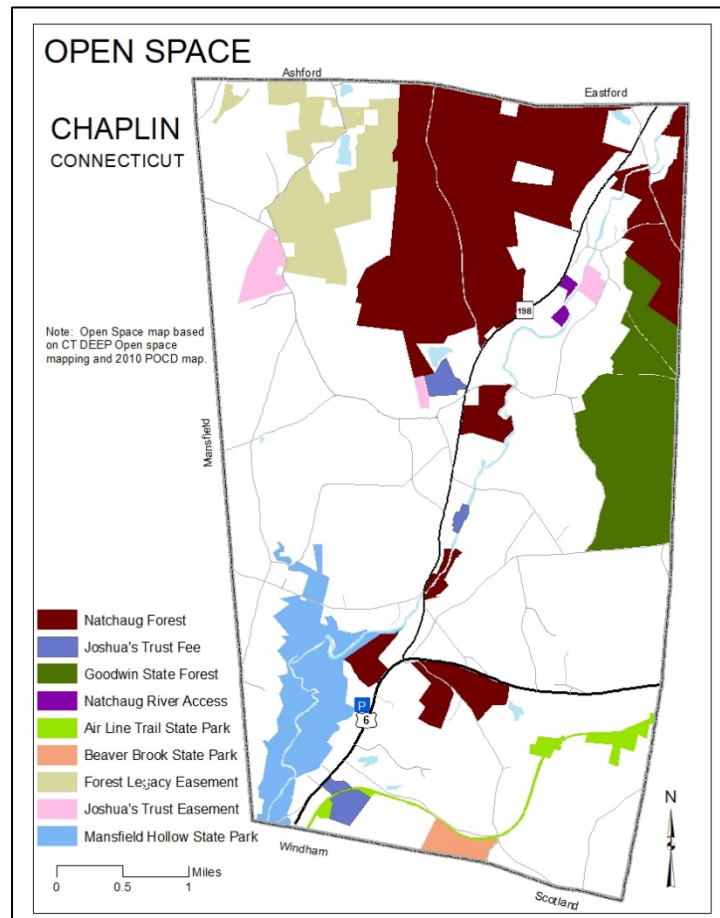 OPEN SPACE
Ashford
Eastford
CHAPLIN
CONNECTICUT
198
Note: Open Space map based
on CT DEEP Open space
mapping and 2010 POCD map.
Mansfield
Natchaug Forest
Joshua's Trust Fee
Goodwin State Forest
Natchaug River Access
Air Line Trail State Park
Beaver Brook State Park
Forest Legacy Easement
Joshua's Trust Easement
Mansfield Hollow State Park
P
6
N
Miles
0 0.5 1
Windham
Scotland